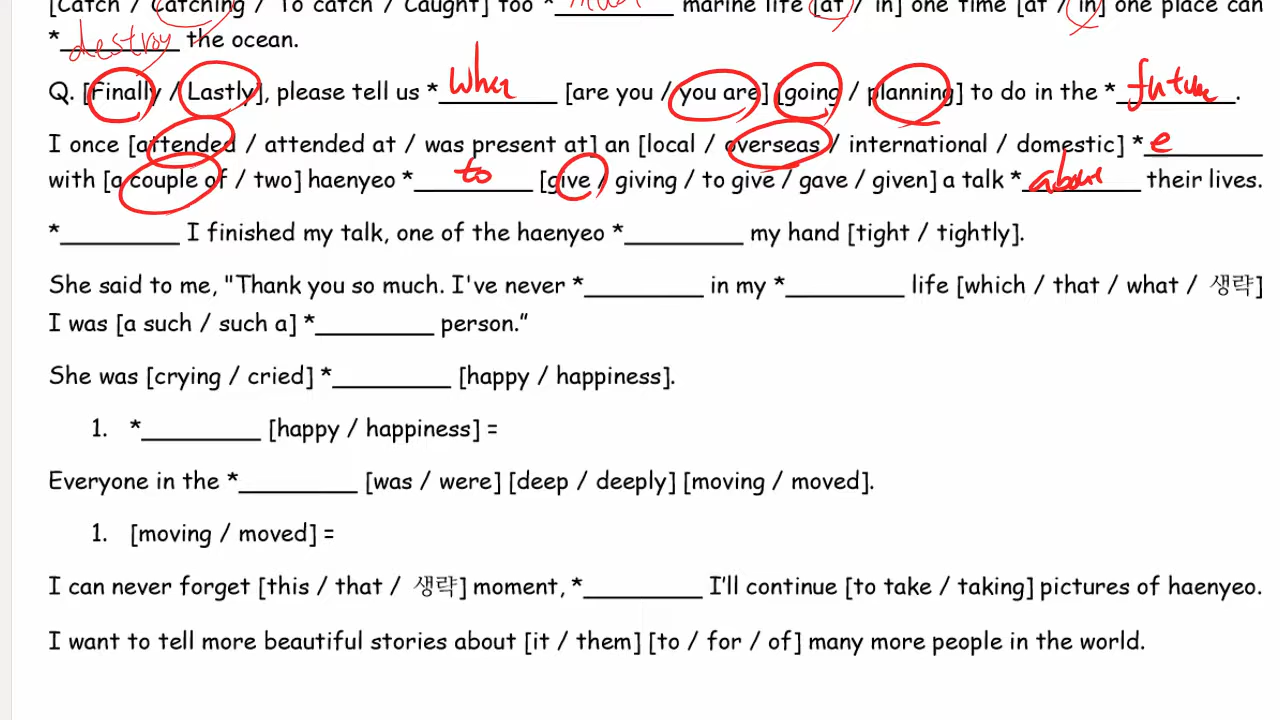 [Catch / Catching / To catch / Caught] too *_________ marine life [at / in] one time [at / in] one place can
*destroy the ocean.
Q. [Finally / Lastly], please tell us *what [are you / you are] [going / planning] to do in the *future.
I once [attended / attended at / was present at] an [local / overseas / international / domestic] *e
with [a couple of / two] haenyeo *to [give / giving / to give / gave / given] a talk *about their lives.
*_________ I finished my talk, one of the haenyeo *_________ my hand [tight / tightly].
She said to me, "Thank you so much. I've never *_________ in my *_________ life [which / that / what / 생략]
I was [a such / such a] *_________ person.”
She was [crying / cried] *_________ [happy / happiness].
1. *_________ [happy / happiness] =
Everyone in the *_________ [was / were] [deep / deeply] [moving / moved].
1. [moving / moved] =
I can never forget [this / that / 생략] moment, *_________ I’ll continue [to take / taking] pictures of haenyeo.
I want to tell more beautiful stories about [it / them] [to / for / of] many more people in the world.